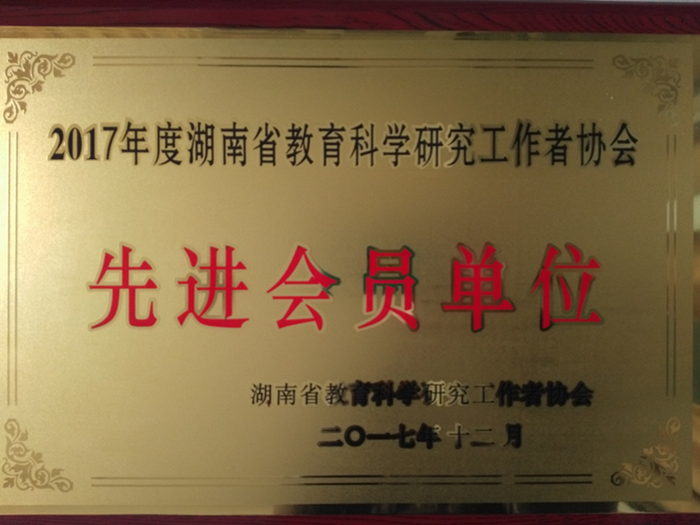 2017年度湖南省教育科学研究工作者协会
先进会员单位
湖南省教育科学研究工作者协会
二〇一七年十二月